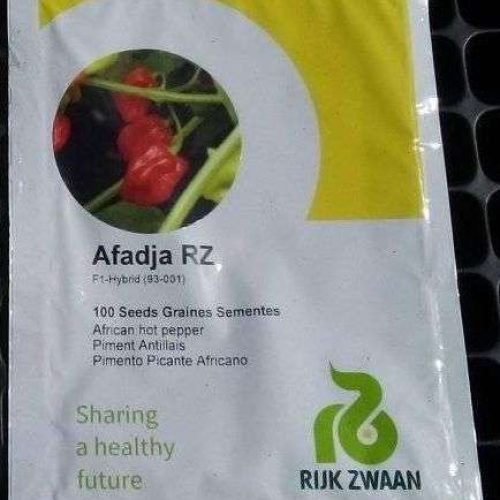 Afadja RZ
F1-Hybrid (93-001)
100 Seeds Graines Sementes
African hot pepper
Piment Antillais
Pimento Picante Africano
Sharing
a healthy
future
RIJK ZWAAN